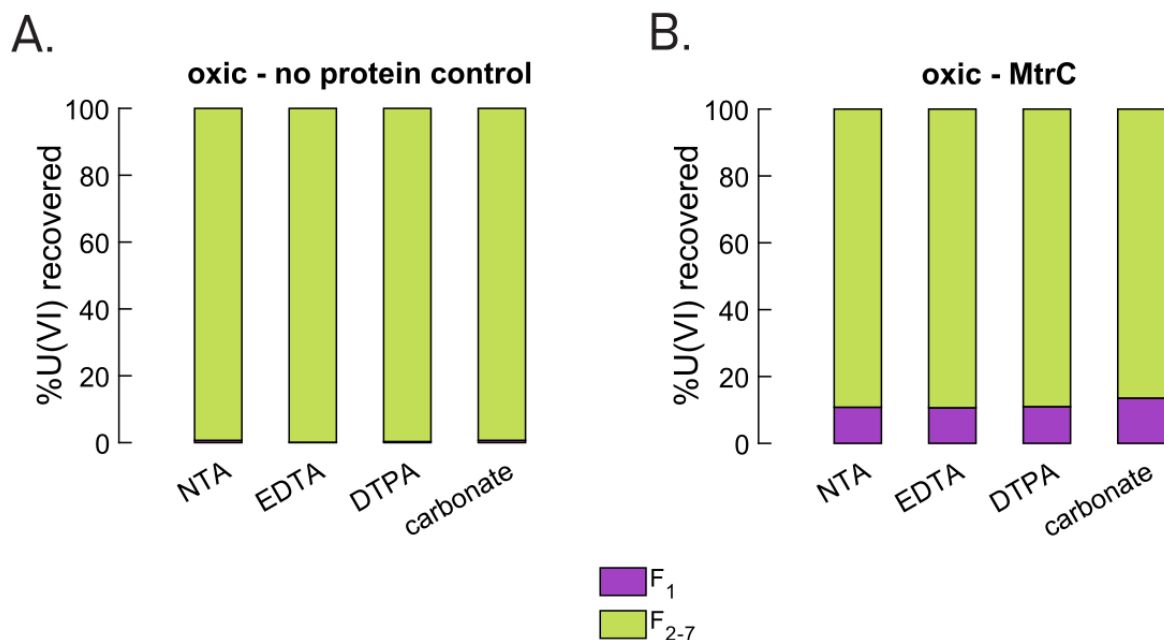 A.
oxic - no protein control
%U(VI) recovered
100
80
60
40
20
0
NTA
EDTA
DTPA
carbonate
B.
oxic - MtrC
%U(VI) recovered
100
80
60
40
20
0
NTA
EDTA
DTPA
carbonate
F₁
F₂₋₇